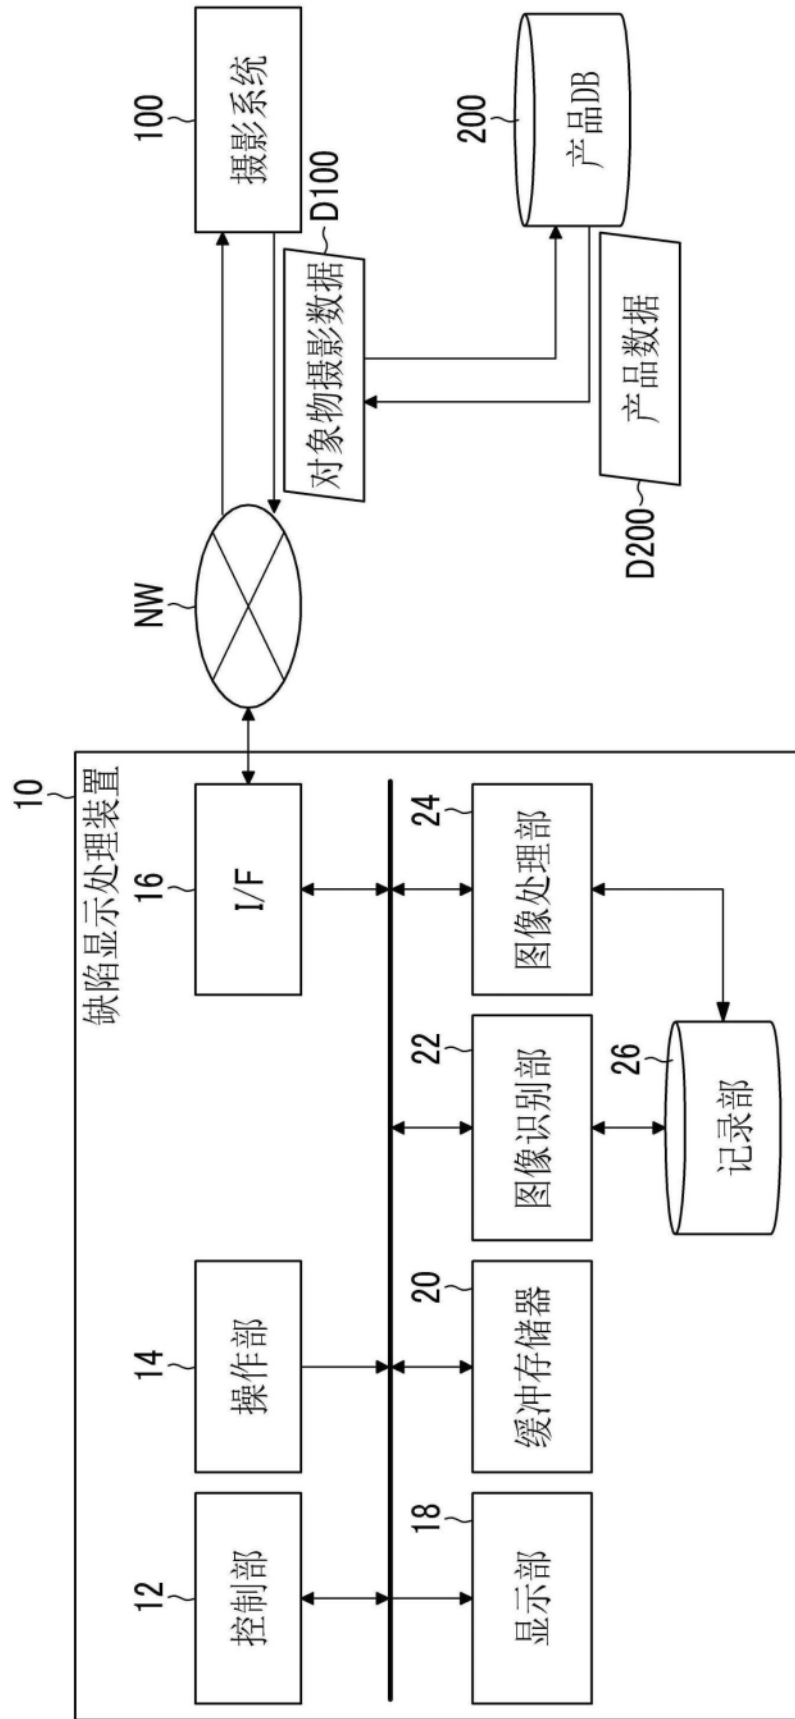 10
缺陷显示处理装置
12
控制部
14
操作部
16
I/F
NW
100
摄影系统
18
显示部
20
缓冲存储器
22
图像识别部
24
图像处理部
26
记录部
对象物摄影数据
D100
200
产品DB
产品数据
D200